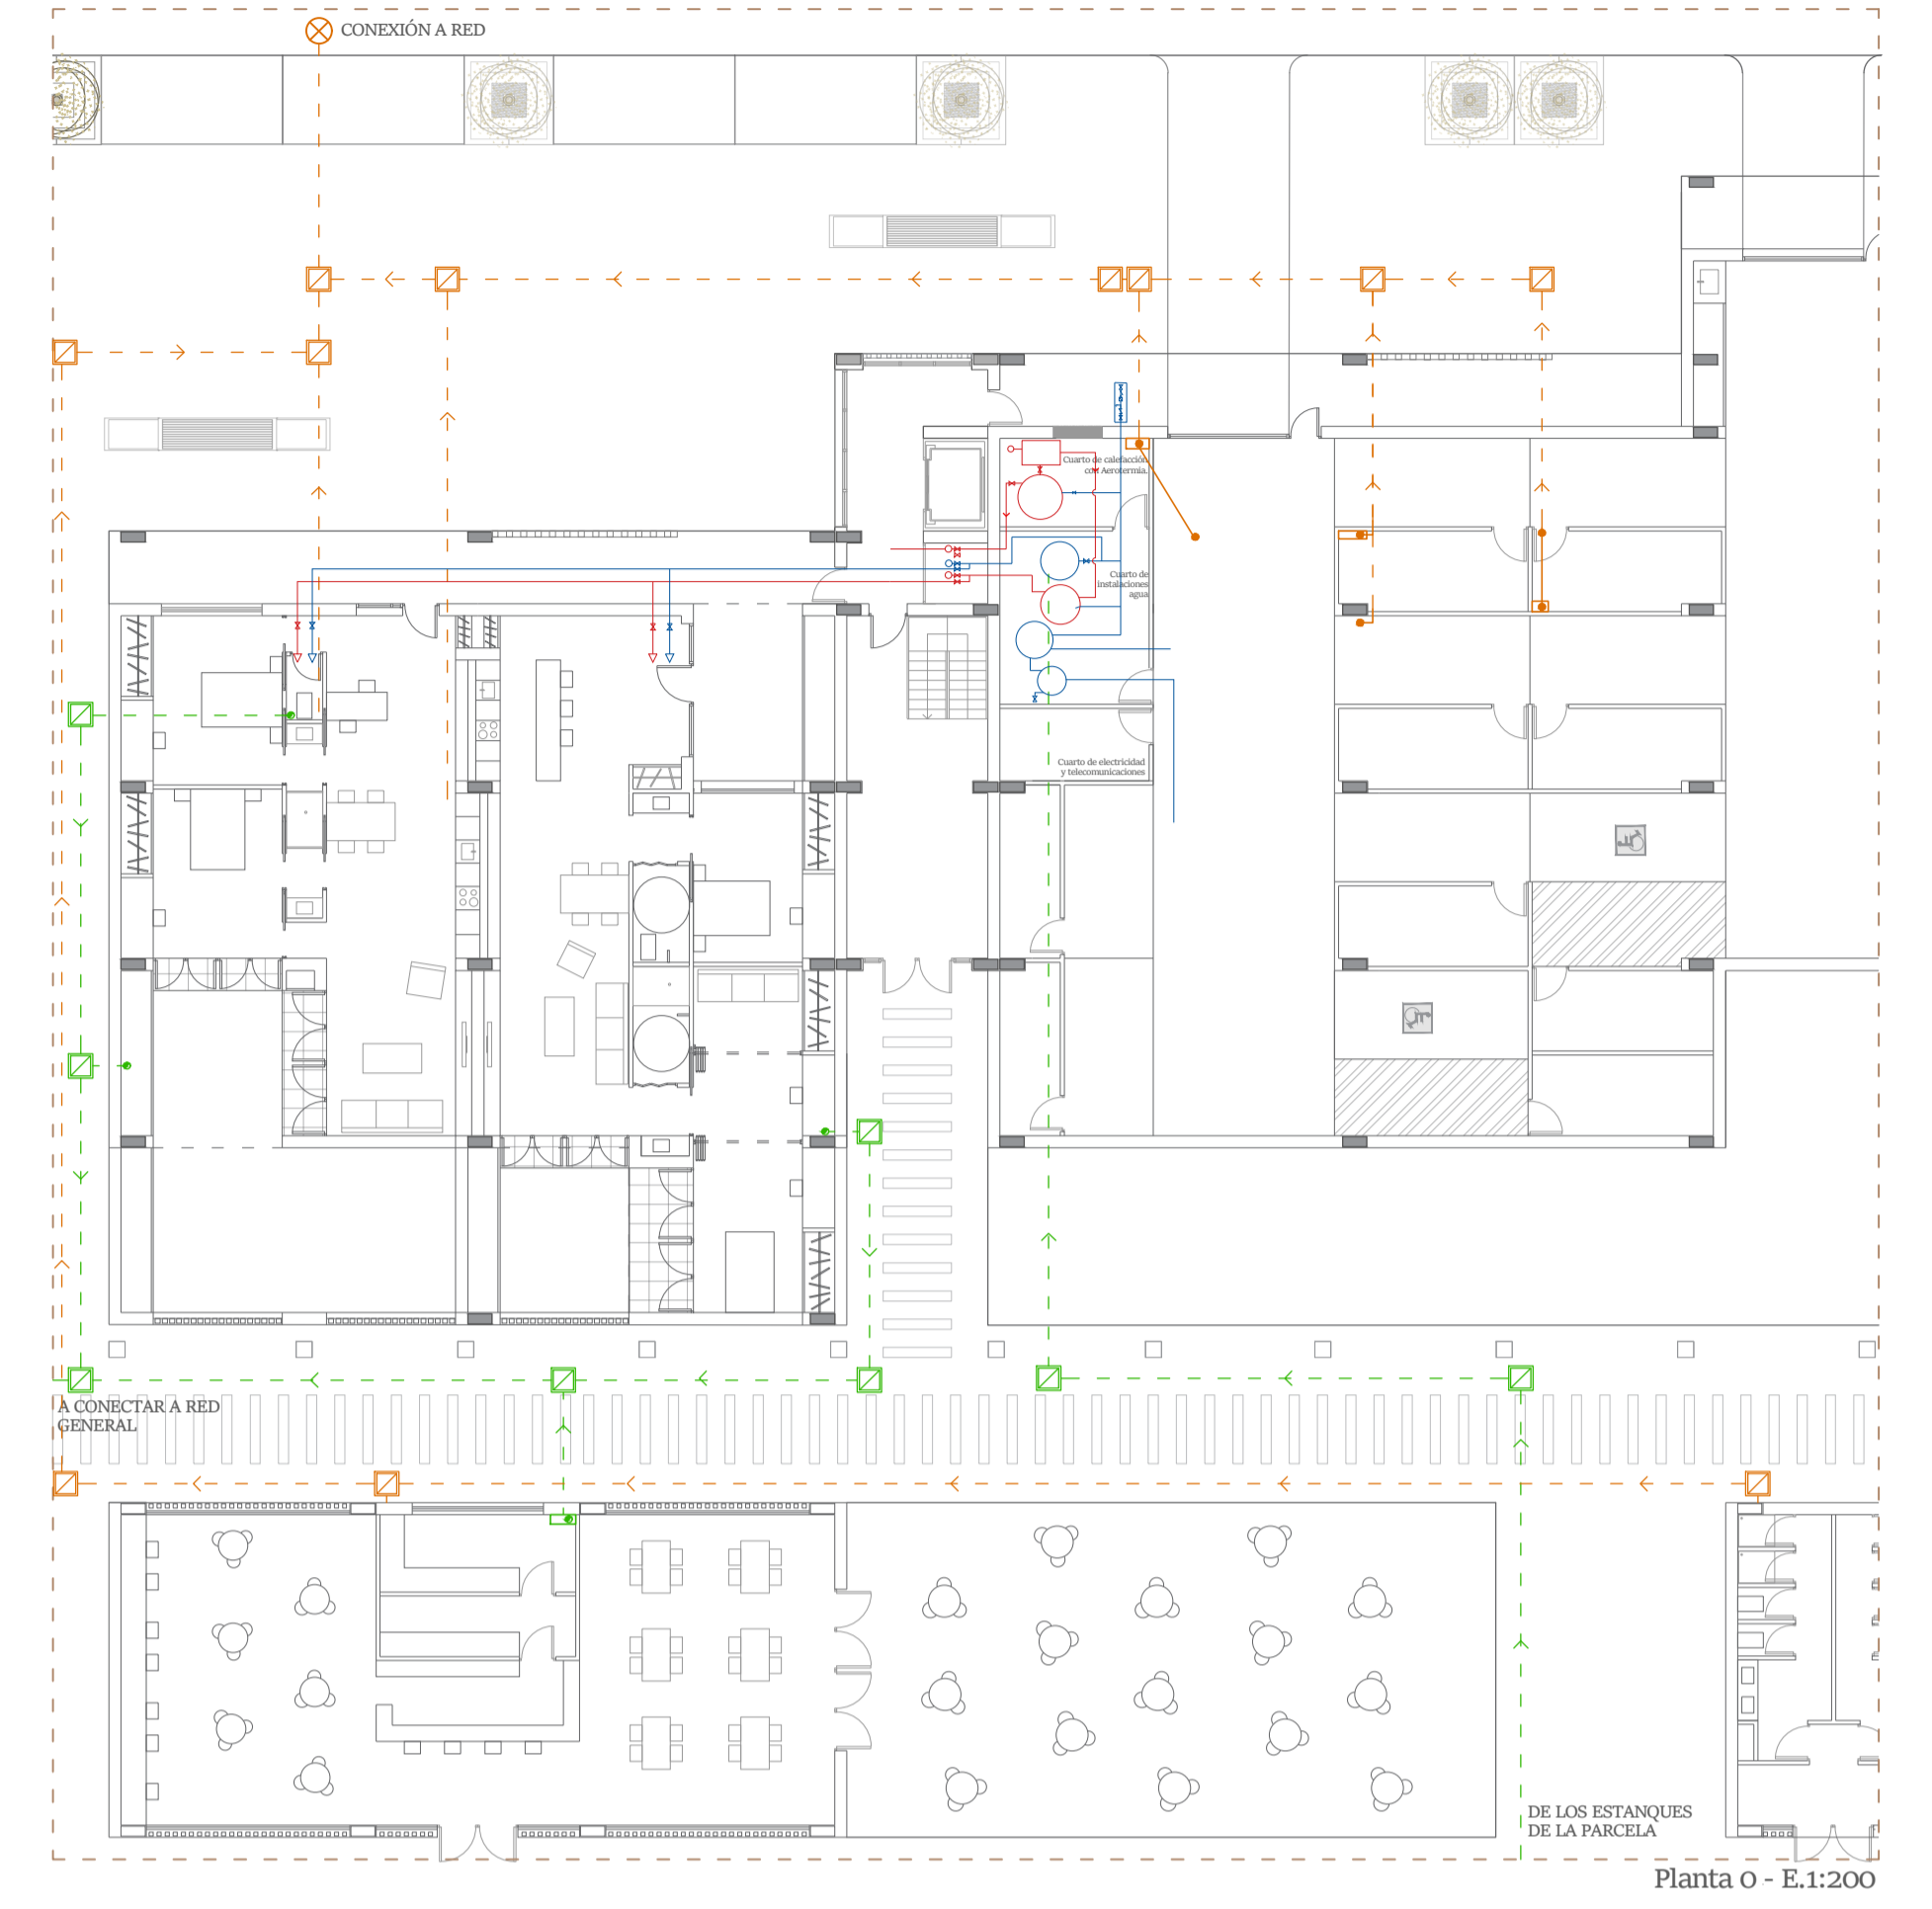 CONEXIÓN A RED
Cuarto de calefacción
con Aerotermia.
Cuarto de
instalaciones
agua
Cuarto de electricidad
y telecomunicaciones
A CONECTAR A RED
GENERAL
DE LOS ESTANQUES
DE LA PARCELA
Planta 0 - E.1:200